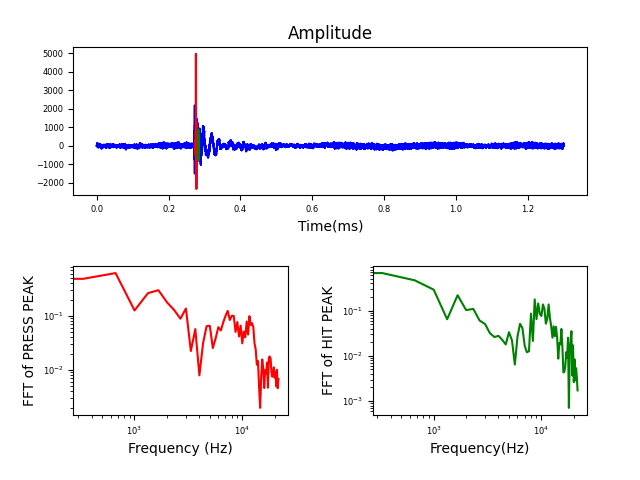 Amplitude
5000
4000
3000
2000
1000
0
−1000
−2000
0.0 0.2 0.4 0.6 0.8 1.0 1.2
Time(ms)
FFT of PRESS PEAK
10⁻¹
10⁻²
10³ 10⁴
Frequency (Hz)
FFT of HIT PEAK
10⁻¹
10⁻²
10⁻³
10³ 10⁴
Frequency(Hz)